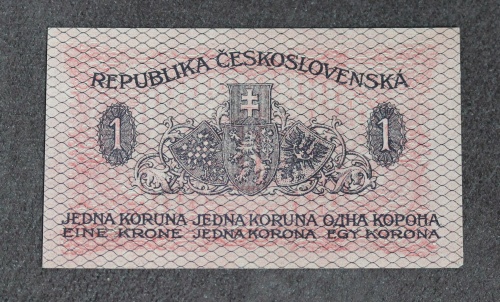 REPUBLIKA ČESKOSLOVENSKÁ
1 1
JEDNA KORUNA JEDNA KORUNA ОДНА КОРОНА
EINE KRONE JEDNA KORONA EGY KORONA